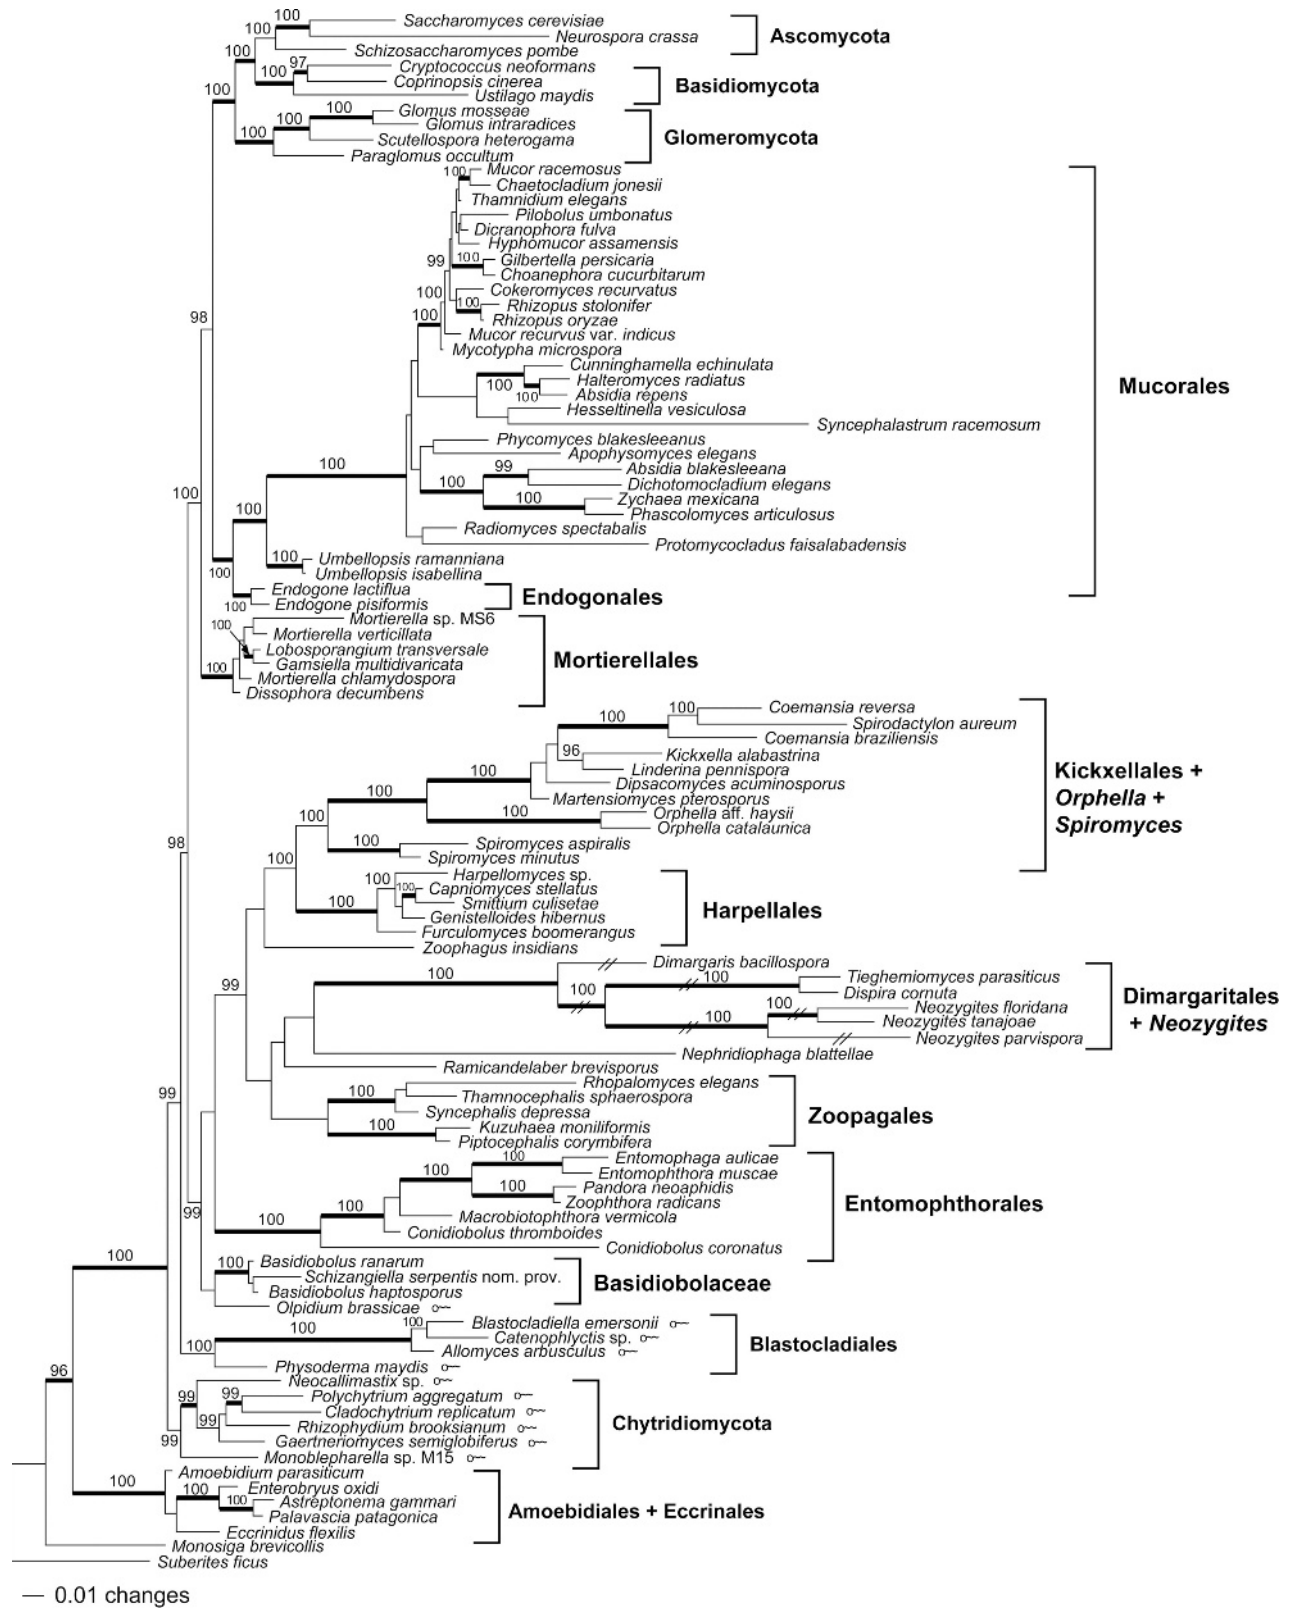 100
Saccharomyces cerevisiae
100
Neurospora crassa
Ascomycota
Schizosaccharomyces pombe
100
97
Cryptococcus neoformans
100
Coprinopsis cinerea
Basidiomycota
100
Ustilago maydis
100
Glomus mosseae
100
Glomus intraradices
100
Scutellospora heterogama
Glomeromycota
Paraglomus occultum
100
Mucor racemosus
Chaetocladium jonesii
Thamnidium elegans
Pilobolus umbonatus
Dicranophora fulva
Hyphomucor assamensis
99
100
Gilbertella persicaria
Choanephora cucurbitarum
100
Cokeromyces recurvatus
100
Rhizopus stolonifer
100
Rhizopus oryzae
98
Mucor recurvus var. indicus
Mycotypha microspora
Cunninghamella echinulata
100
Halteromyces radiatus
Mucorales
100
Absidia repens
Hesseltinella vesiculosa
Syncephalastrum racemosum
Phycomyces blakesleeanus
Apophysomyces elegans
100
99
Absidia blakesleeana
100
Dichotomocladium elegans
100
100
Zychaea mexicana
Phascolomyces articulosus
100
Radiomyces spectabilis
Protomycocladus faisalabadensis
100
Umbellopsis ramanniana
100
Umbellopsis isabellina
Endogone lactiflua
100
Endogone pisiformis
Endogonales
100
Mortierella sp. MS6
Mortierella verticillata
Lobosporangium transversale
100
Gamsiella multidivaricata
Mortierellales
Mortierella chlamydospora
Dissophora decumbens
100
100
Coemansia reversa
Spirodactylon aureum
Coemansia braziliensis
96
Kickxella alabastrina
100
Linderina pennispora
Dipsacomyces acuminosporus
100
Martensiomyces pterosporus
Kickxellales +
Orphella +
Spiromyces
100
Orphella aff. haysii
100
Orphella catalaunica
98
100
Spiromyces aspiralis
100
Spiromyces minutus
100
Harpellomyces sp.
100
Capniomyces stellatus
100
Smittium culisetae
Genistelloides hibernus
Harpellales
Furculomyces boomerangus
Zoophagus insidians
Dimargaris bacillospora
99
100
100
100
Tieghemiomyces parasiticus
Dispira cornuta
100
Neozygites floridana
100
Neozygites tanajoae
Neozygites parvispora
Dimargaritales
+ Neozygites
Nephridiophaga blattellae
Ramicandelaber brevisporus
99
100
Rhopalomyces elegans
Thamnocephalis sphaerospora
Syncephalis depressa
Zoopagales
100
Kuzuhaea moniliformis
Piptocephalis corymbifera
100
Entomophaga aulicae
100
Entomophthora muscae
100
Pandora neoaphidis
Zoophthora radicans
99
100
100
Macrobiotophthora vermicola
Entomophthorales
Conidiobolus thromboides
Conidiobolus coronatus
100
100
Basidiobolus ranarum
Schizangiella serpentis nom. prov.
Basidiobolaceae
Basidiobolus haptosporus
Olpidium brassicae
100
100
Blastocladiella emersonii
Catenophlyctis sp.
Blastocladiales
100
Allomyces arbusculus
Physoderma maydis
96
Neocallimastix sp.
99
99
Polychytrium aggregatum
Cladochytrium replicatum
99
Rhizophydium brooksianum
Chytridiomycota
99
Gaertneriomyces semiglobiferus
Monoblepharella sp. M15
Amoebidium parasiticum
100
100
Enterobryus oxidi
100
Astreptonema gammari
Palavascia patagonica
Amoebidiales + Eccrinales
Eccrinidus flexilis
Monosiga brevicollis
Suberites ficus
0.01 changes